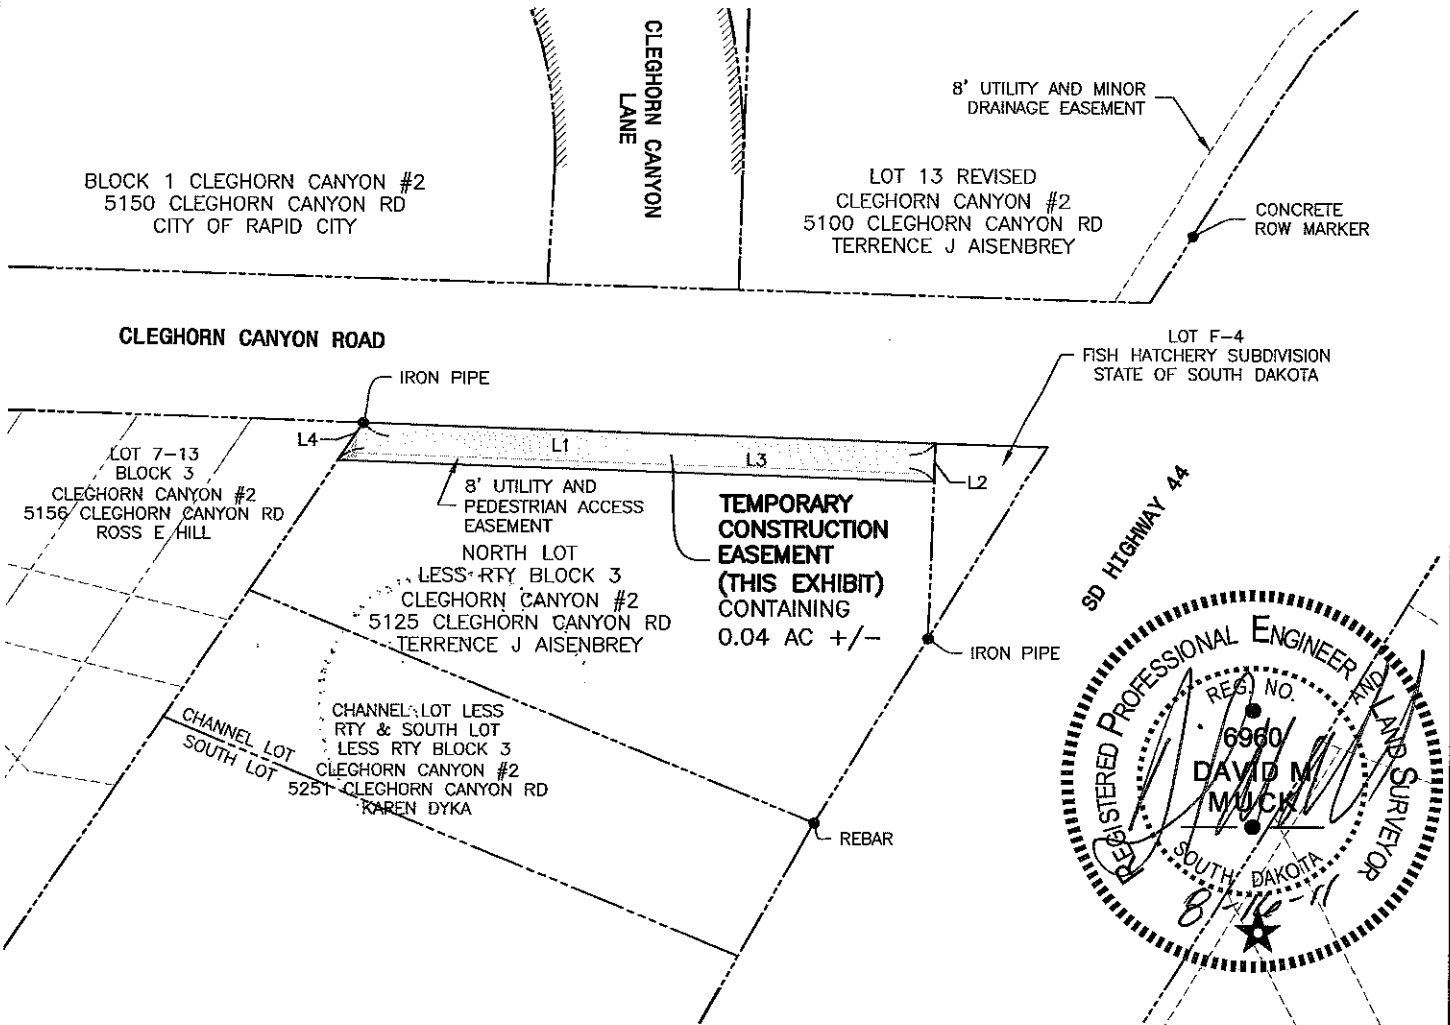 CLEGHORN CANYON
LANE
8' UTILITY AND MINOR
DRAINAGE EASEMENT
BLOCK 1 CLEGHORN CANYON #2
5150 CLEGHORN CANYON RD
CITY OF RAPID CITY
LOT 13 REVISED
CLEGHORN CANYON #2
5100 CLEGHORN CANYON RD
TERRENCE J AISENBREY
CONCRETE
ROW MARKER
CLEGHORN CANYON ROAD
LOT F-4
FISH HATCHERY SUBDIVISION
STATE OF SOUTH DAKOTA
IRON PIPE
L4
L1
L3
L2
LOT 7-13
BLOCK 3
CLEGHORN CANYON #2
5156 CLEGHORN CANYON RD
ROSS E HILL
8' UTILITY AND
PEDESTRIAN ACCESS
EASEMENT
TEMPORARY
CONSTRUCTION
EASEMENT
(THIS EXHIBIT)
CONTAINING
0.04 AC +/-
SD HIGHWAY 44
NORTH LOT
LESS RTY BLOCK 3
CLEGHORN CANYON #2
5125 CLEGHORN CANYON RD
TERRENCE J AISENBREY
IRON PIPE
CHANNEL LOT LESS
RTY & SOUTH LOT
LESS RTY BLOCK 3
CLEGHORN CANYON #2
5251 CLEGHORN CANYON RD
KAREN DYKA
CHANNEL LOT
SOUTH LOT
REBAR
REGISTERED PROFESSIONAL ENGINEER AND LAND SURVEYOR
REG. NO.
6960
DAVID M
MUCK
SOUTH DAKOTA
8-16-11